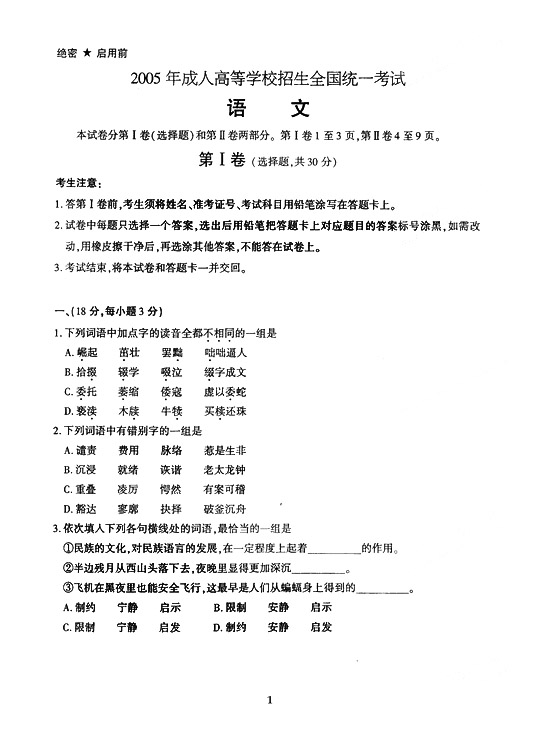 绝密 ★ 启用前
2005 年成人高等学校招生全国统一考试
语 文
本试卷分第Ⅰ卷(选择题)和第Ⅱ卷两部分。第Ⅰ卷 1 至 3 页,第Ⅱ卷 4 至 9 页。
第Ⅰ卷 (选择题,共 30 分)
考生注意:
1. 答第Ⅰ卷前,考生须将姓名、准考证号、考试科目用铅笔涂写在答题卡上。
2. 试卷中每题只选择一个答案,选出后用铅笔把答题卡上对应题目的答案标号涂黑,如需改
动,用橡皮擦干净后,再选涂其他答案,不能答在试卷上。
3. 考试结束,将本试卷和答题卡一并交回。
一、(18 分,每小题 3 分)
1. 下列词语中加点字的读音全都不相同的一组是
A. 崛起 茁壮 罢黜 咄咄逼人
B. 拾掇 辍学 啜泣 缀字成文
C. 委托 萎缩 倭寇 虚以委蛇
D. 亵渎 木牍 牛犊 买椟还珠
2. 下列词语中有错别字的一组是
A. 谴责 费用 脉络 惹是生非
B. 沉浸 就绪 诙谐 老太龙钟
C. 重叠 凌厉 愕然 有案可稽
D. 豁达 寥廓 抉择 破釜沉舟
3. 依次填入下列各句横线处的词语,最恰当的一组是
①民族的文化,对民族语言的发展,在一定程度上起着________的作用。
②半边残月从西山头落下去,夜晚里显得更加深沉________。
③飞机在黑夜里也能安全飞行,这最早是人们从蝙蝠身上得到的________。
A. 制约 宁静 启示 B. 限制 安静 启示
C. 限制 宁静 启发 D. 制约 安静 启发
1